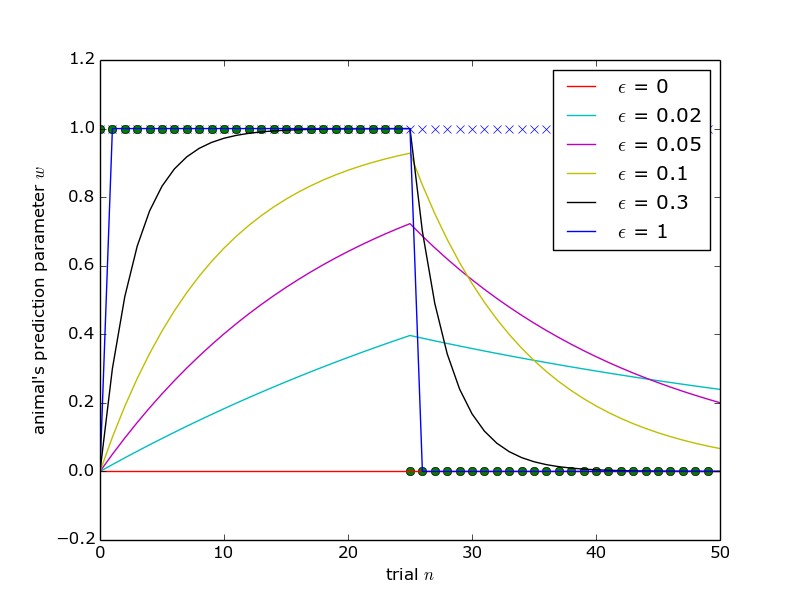 1.2
1.0
0.8
0.6
0.4
0.2
0.0
−0.2
animal's prediction parameter w
0 10 20 30 40 50
trial n
ϵ = 0
ϵ = 0.02
ϵ = 0.05
ϵ = 0.1
ϵ = 0.3
ϵ = 1